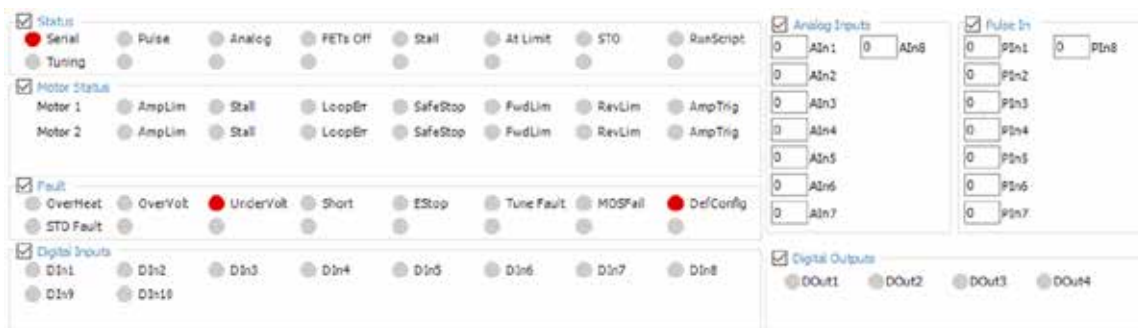 Status
Serial Pulse Analog FETs Off Stall At Limit STO RunScript
Tuning
Motor Status
Motor 1 AmpLim Stall LoopErr SafeStop FwdLim RevLim AmpTrig
Motor 2 AmpLim Stall LoopErr SafeStop FwdLim RevLim AmpTrig
Fault
OverHeat OverVolt UnderVolt Short EStop Tune Fault MOSFail DefConfig
STO Fault
Digital Inputs
DIn1 DIn2 DIn3 DIn4 DIn5 DIn6 DIn7 DIn8
DIn9 DIn10
Analog Inputs
0 AIn1 0 AIn8
0 AIn2
0 AIn3
0 AIn4
0 AIn5
0 AIn6
0 AIn7
Pulse In
0 PIn1 0 PIn8
0 PIn2
0 PIn3
0 PIn4
0 PIn5
0 PIn6
0 PIn7
Digital Outputs
DOut1 DOut2 DOut3 DOut4